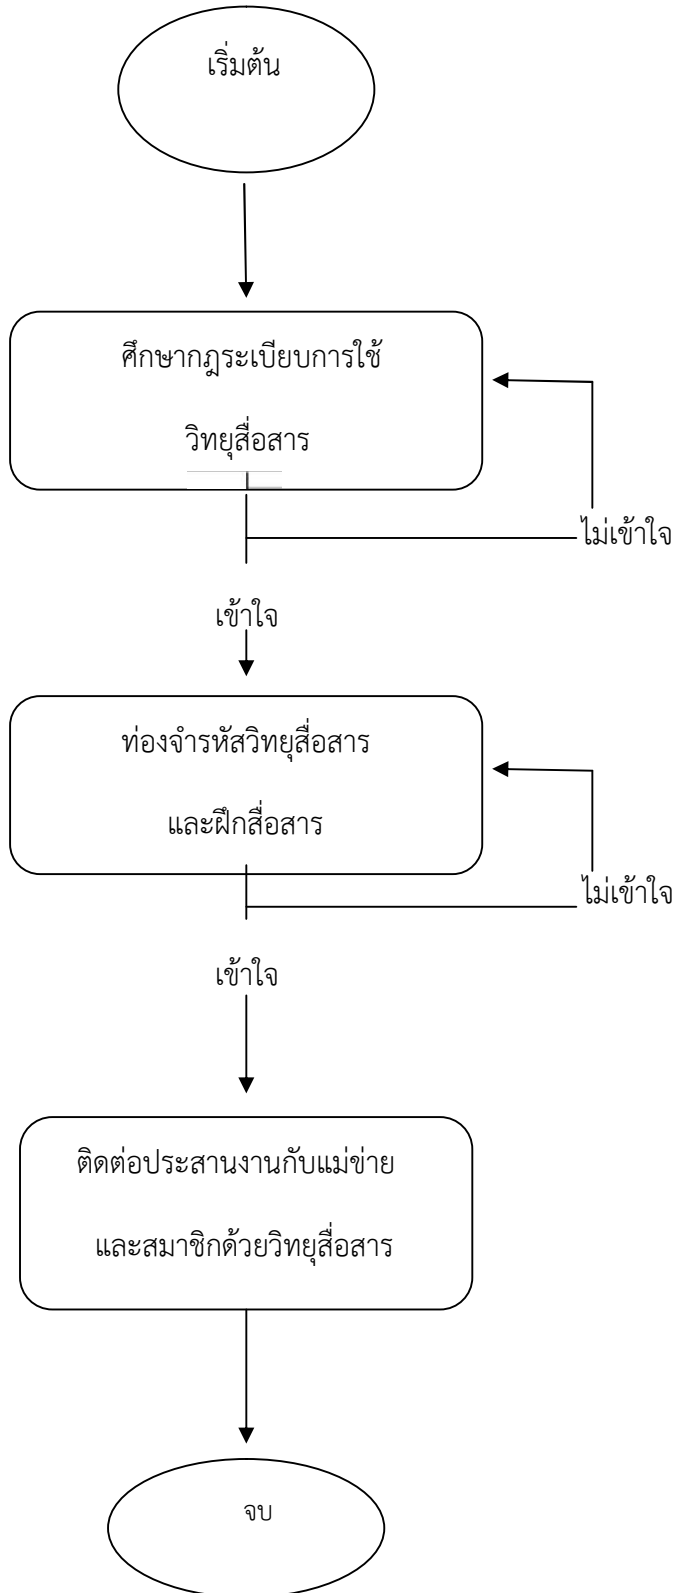 เริ่มต้น
ศึกษากฎระเบียบการใช้
วิทยุสื่อสาร
ไม่เข้าใจ
เข้าใจ
ท่องจำรหัสวิทยุสื่อสาร
และฝึกสื่อสาร
ไม่เข้าใจ
เข้าใจ
ติดต่อประสานงานกับแม่ข่าย
และสมาชิกด้วยวิทยุสื่อสาร
จบ